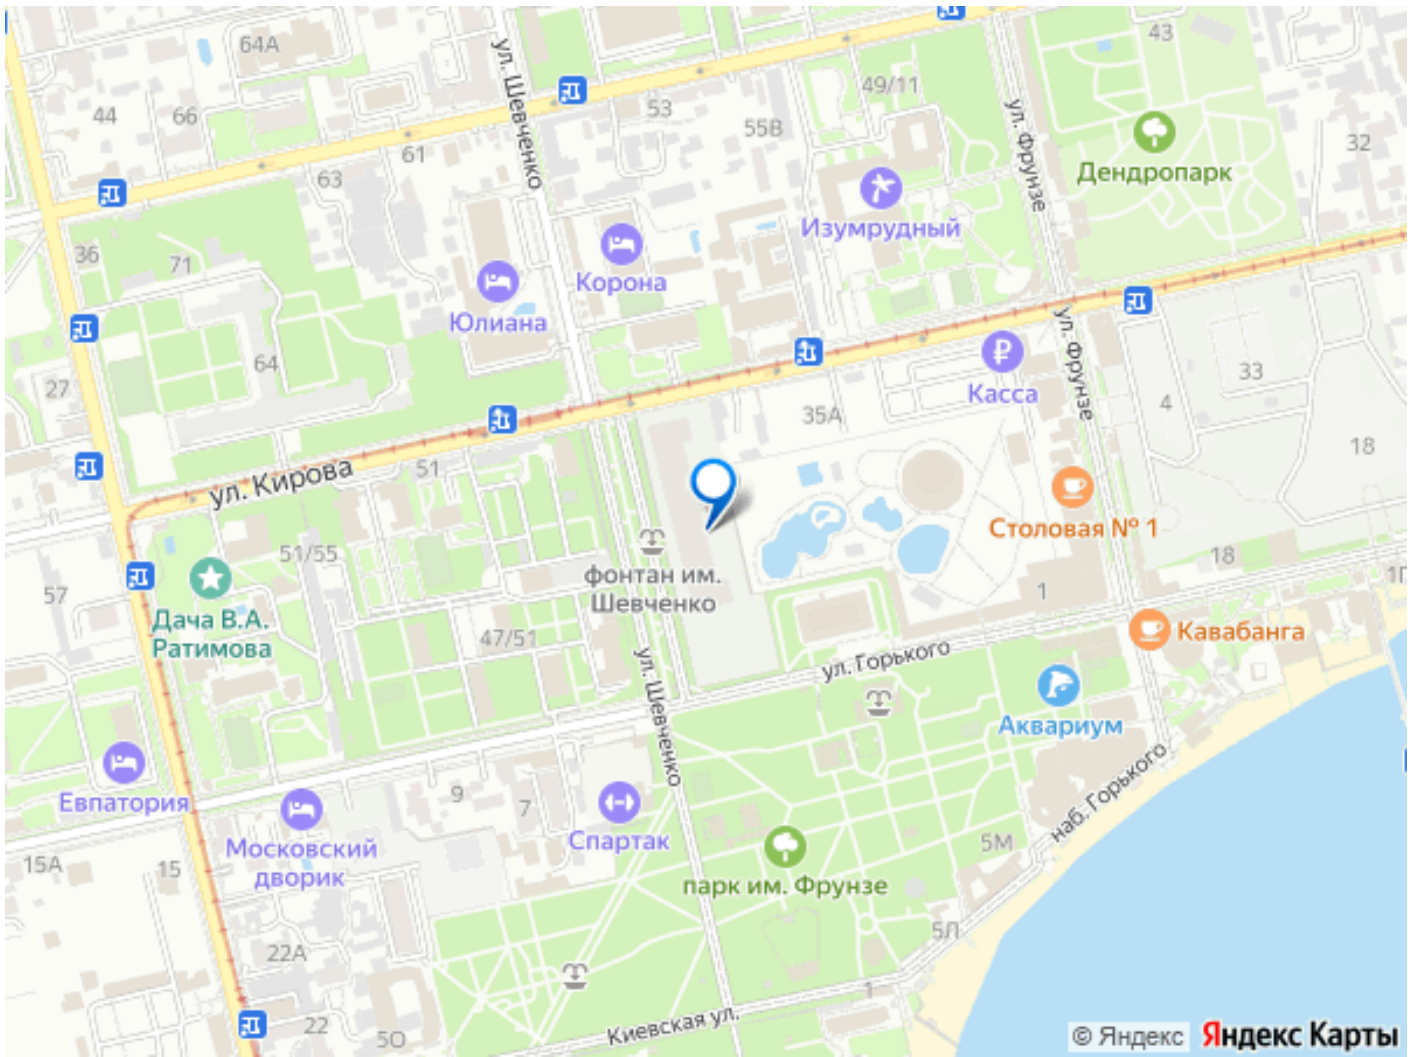 64А
ул. Шевченко
43
44
66
53
49/11
55В
ул. Фрунзе
61
63
32
Дендропарк
Изумрудный
36
71
Корона
Юлиана
64
ул. Фрунзе
27
Касса
35А
33
4
18
51
ул. Кирова
Столовая № 1
51/55
фонтан им.
Шевченко
18
57
1
Дача В.А.
Ратимова
47/51
Кавабанга
ул. Горького
ул. Шевченко
Аквариум
Евпатория
9
7
наб. Горького
Московский
дворик
Спартак
5М
15А
15
парк им. Фрунзе
5Л
22А
1
22
50
Киевская ул.
© Яндекс Яндекс Карты